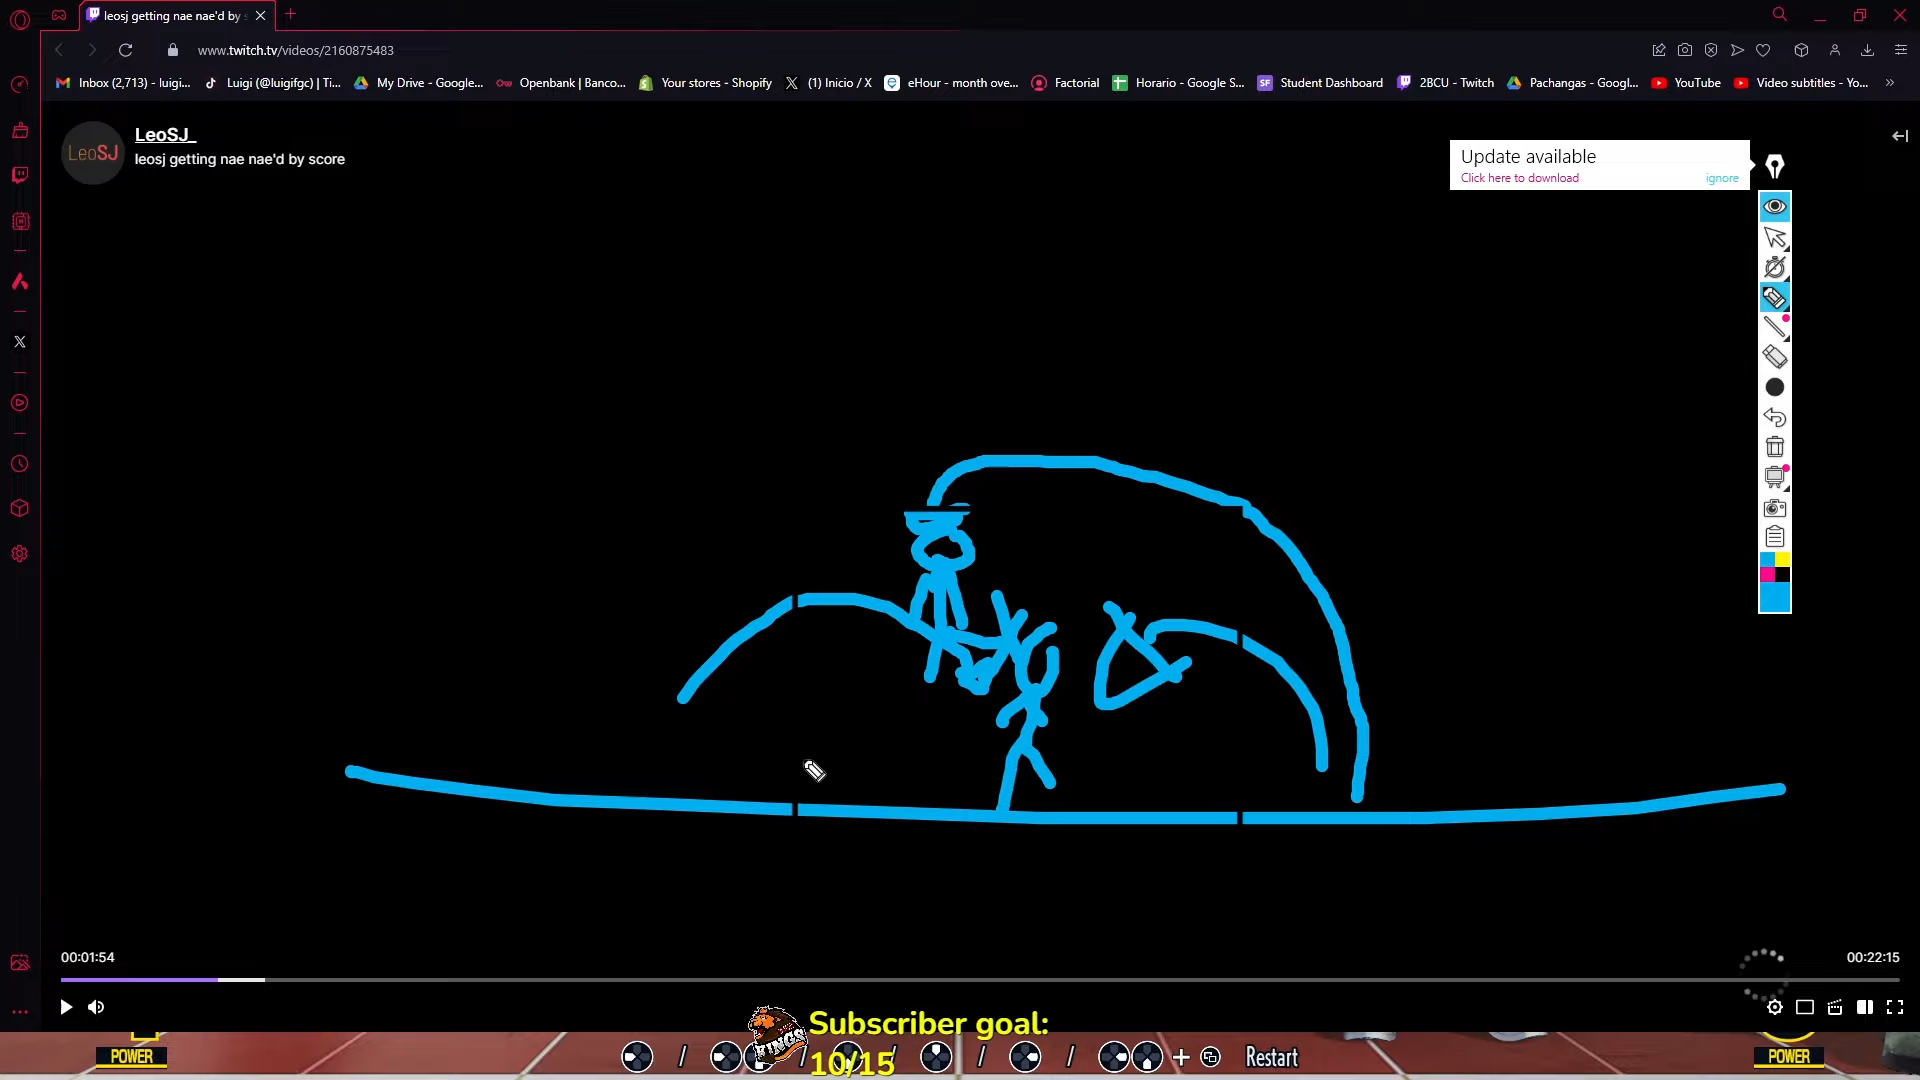 leosj getting nae nae'd by s
www.twitch.tv/videos/2160875483
Inbox (2,713) - luigi...
Luigi (@luigifgc) | Ti...
My Drive - Google...
Openbank | Banco...
Your stores - Shopify
(1) Inicio / X
eHour - month ove...
Factorial
Horario - Google S...
SF
Student Dashboard
2BCU - Twitch
Pachangas - Googl...
YouTube
Video subtitles - Yo...
LeoSJ
LeoSJ_
leosj getting nae nae'd by score
Update available
Click here to download
ignore
00:01:54
00:22:15
Subscriber goal:
10/15
KINGS
POWER
/ / / / / + Restart
POWER